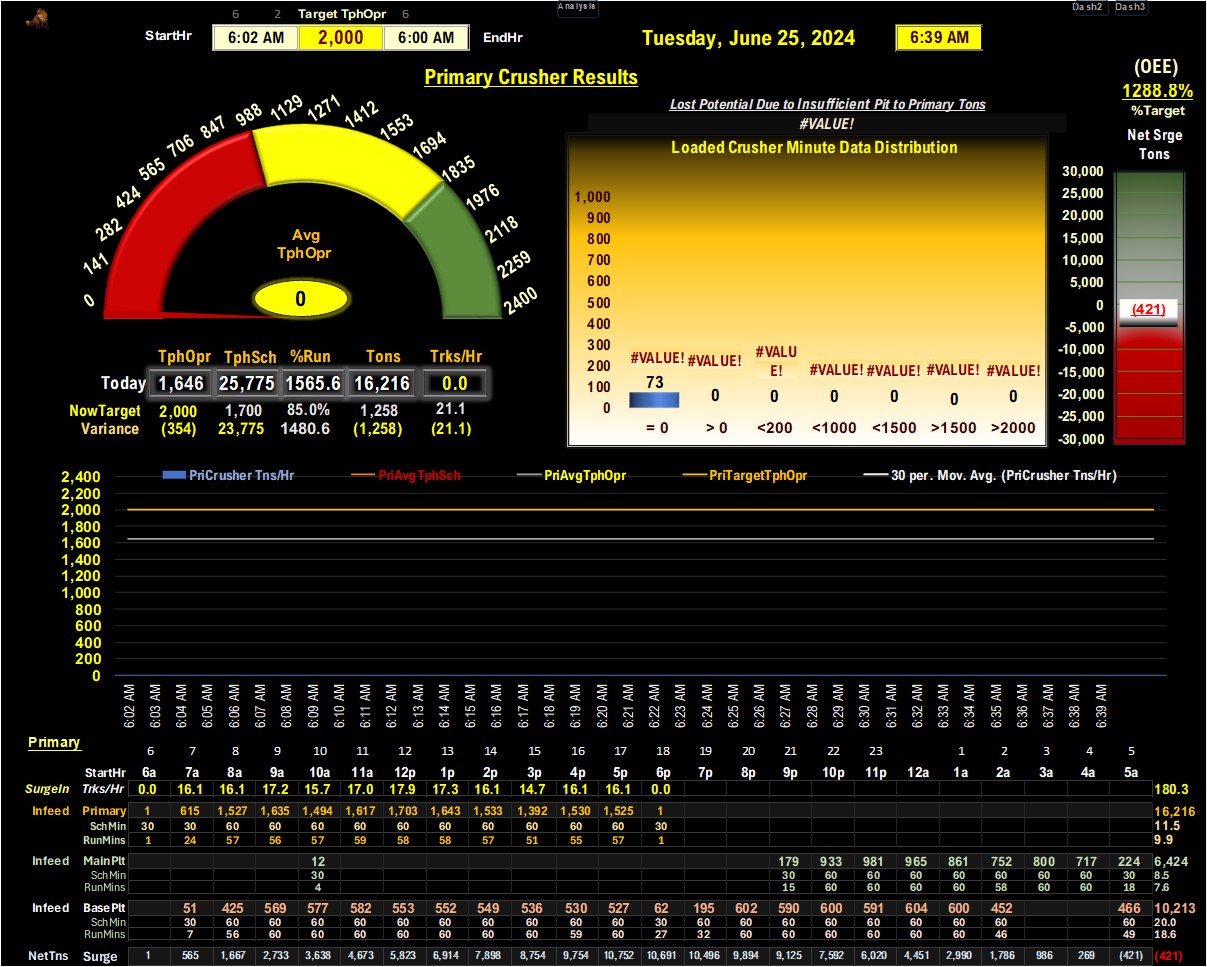 Analysis
Dash2 Dash3
6 2 Target TphOpr 6
StartHr 6:02 AM 2,000 6:00 AM EndHr Tuesday, June 25, 2024 6:39 AM
Primary Crusher Results
(OEE)
1288.8%
%Target
Lost Potential Due to Insufficient Pit to Primary Tons
#VALUE!
Net Srge
Tons
0 141 282 424 565 706 847 988 1129 1271 1412 1553 1694 1835 1976 2118 2259 2400
Avg
TphOpr
0
Loaded Crusher Minute Data Distribution
1,000
900
800
700
600
500
400
300
200
100
0
#VALUE! #VALUE! #VALU #VALUE! #VALUE! #VALUE! #VALUE!
E!
73 0 0 0 0 0 0
= 0 > 0 <200 <1000 <1500 >1500 >2000
30,000
25,000
20,000
15,000
10,000
5,000
0
-5,000
-10,000
-15,000
-20,000
-25,000
-30,000
(421)
TphOpr TphSch %Run Tons Trks/Hr
Today 1,646 25,775 1565.6 16,216 0.0
NowTarget 2,000 1,700 85.0% 1,258 21.1
Variance (354) 23,775 1480.6 (1,258) (21.1)
PriCrusher Tns/Hr PriAvgTphSch PriAvgTphOpr PriTargetTphOpr 30 per. Mov. Avg. (PriCrusher Tns/Hr)
2,400
2,200
2,000
1,800
1,600
1,400
1,200
1,000
800
600
400
200
0
6:02 AM 6:03 AM 6:04 AM 6:05 AM 6:06 AM 6:07 AM 6:08 AM 6:09 AM 6:10 AM 6:11 AM 6:12 AM 6:13 AM 6:14 AM 6:15 AM 6:16 AM 6:17 AM 6:18 AM 6:19 AM 6:20 AM 6:21 AM 6:22 AM 6:23 AM 6:24 AM 6:25 AM 6:26 AM 6:27 AM 6:28 AM 6:29 AM 6:30 AM 6:31 AM 6:32 AM 6:33 AM 6:34 AM 6:35 AM 6:36 AM 6:37 AM 6:38 AM 6:39 AM
Primary
6 7 8 9 10 11 12 13 14 15 16 17 18 19 20 21 22 23 1 2 3 4 5
StartHr 6a 7a 8a 9a 10a 11a 12p 1p 2p 3p 4p 5p 6p 7p 8p 9p 10p 11p 12a 1a 2a 3a 4a 5a
SurgeIn Trks/Hr 0.0 16.1 16.1 17.2 15.7 17.0 17.9 17.3 16.1 14.7 16.1 16.1 0.0 180.3
Infeed Primary 1 615 1,527 1,635 1,494 1,617 1,703 1,643 1,533 1,392 1,530 1,525 1 16,216
SchMin 30 30 60 60 60 60 60 60 60 60 60 60 30 11.5
RunMins 1 24 57 56 57 59 58 58 57 51 55 57 1 9.9
Infeed MainPlt 12 179 933 981 965 861 752 800 717 224 6,424
SchMin 30 30 60 60 60 60 60 60 60 30 8.5
RunMins 4 15 60 60 60 60 58 60 60 18 7.6
Infeed BasePlt 51 425 569 577 582 553 552 549 536 530 527 62 195 602 590 600 591 604 600 452 466 10,213
SchMin 30 60 60 60 60 60 60 60 60 60 60 30 60 60 60 60 60 60 60 60 60 20.0
RunMins 7 56 60 60 60 60 60 60 60 59 60 27 32 60 60 60 60 60 60 46 49 18.6
NetTns Surge 1 565 1,667 2,733 3,638 4,673 5,823 6,914 7,898 8,754 9,754 10,752 10,691 10,496 9,894 9,125 7,592 6,020 4,451 2,990 1,786 986 269 (421) (421)